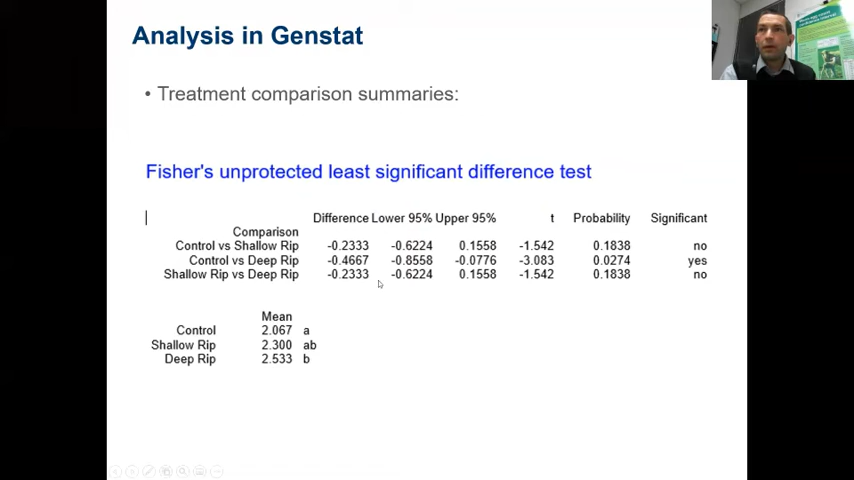 Analysis in Genstat
• Treatment comparison summaries:
Fisher's unprotected least significant difference test
Difference Lower 95% Upper 95% t Probability Significant
Comparison
Control vs Shallow Rip -0.2333 -0.6224 0.1558 -1.542 0.1838 no
Control vs Deep Rip -0.4667 -0.8558 -0.0776 -3.083 0.0274 yes
Shallow Rip vs Deep Rip -0.2333 -0.6224 0.1558 -1.542 0.1838 no
Mean
Control 2.067 a
Shallow Rip 2.300 ab
Deep Rip 2.533 b